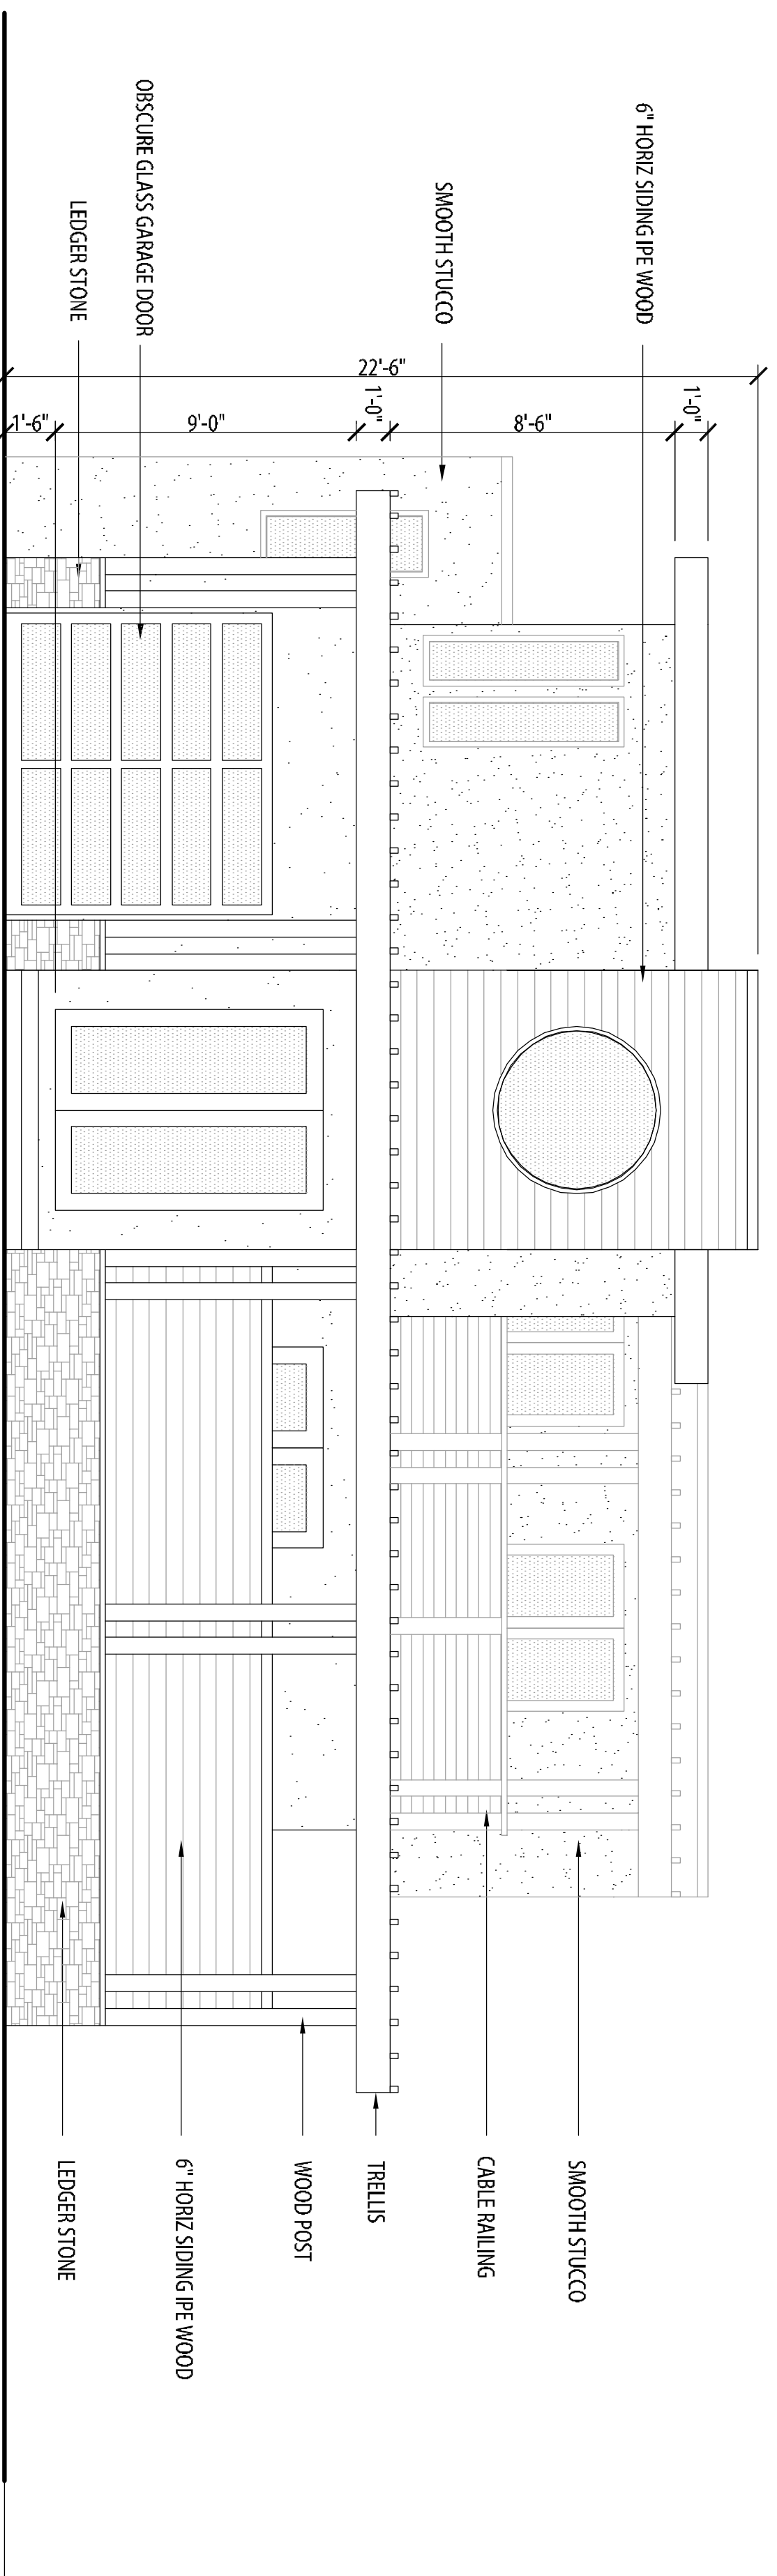 6" HORIZ SIDING IPE WOOD
SMOOTH STUCCO
OBSCURE GLASS GARAGE DOOR
LEDGER STONE
22'-6"
1'-0"
8'-6"
1'-0"
9'-0"
1'-6"
SMOOTH STUCCO
CABLE RAILING
TRELLIS
WOOD POST
6" HORIZ SIDING IPE WOOD
LEDGER STONE